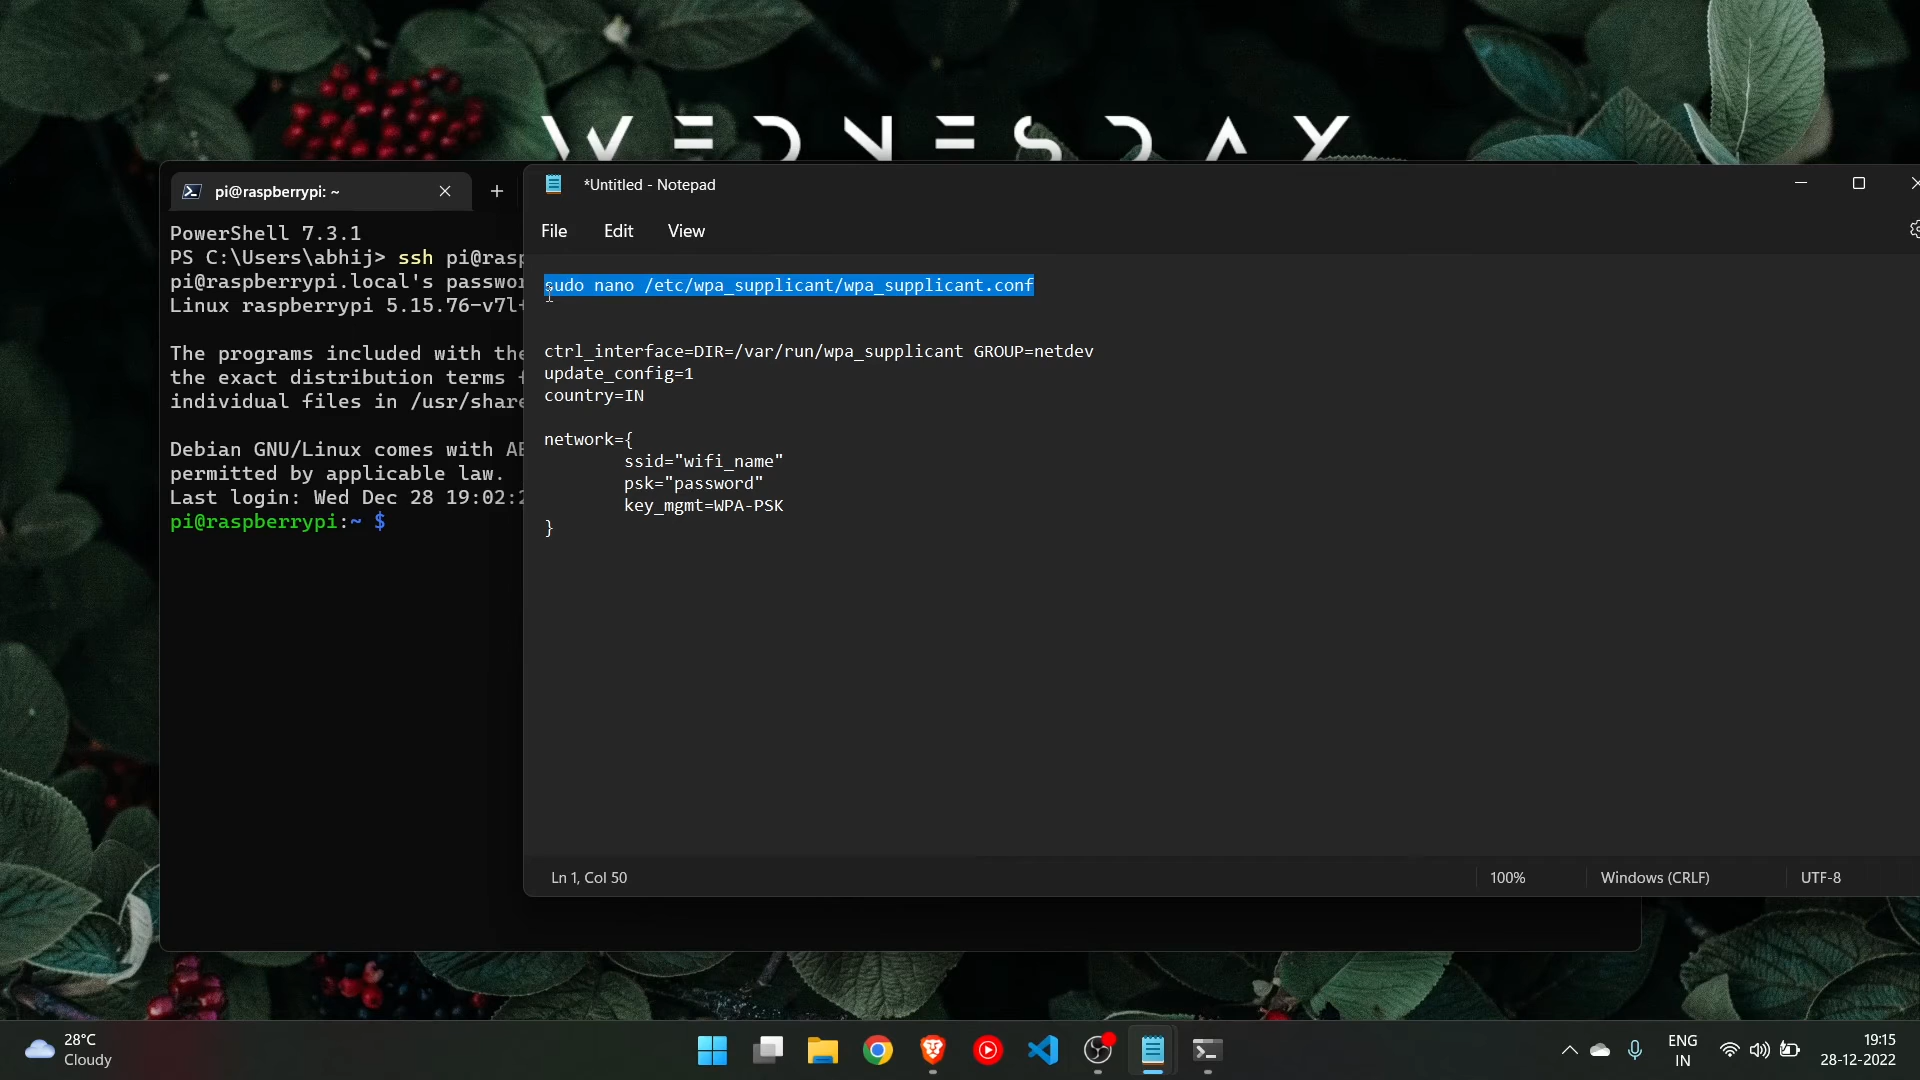 WEDNESDAY
pi@raspberrypi: ~
PowerShell 7.3.1
PS C:\Users\abhij> ssh pi@rasp
pi@raspberrypi.local's passwor
Linux raspberrypi 5.15.76-v7l+
The programs included with the
the exact distribution terms f
individual files in /usr/share
Debian GNU/Linux comes with AB
permitted by applicable law.
Last login: Wed Dec 28 19:02:2
pi@raspberrypi:~ $
*Untitled - Notepad
File Edit View
sudo nano /etc/wpa_supplicant/wpa_supplicant.conf
ctrl_interface=DIR=/var/run/wpa_supplicant GROUP=netdev
update_config=1
country=IN
network={
ssid="wifi_name"
psk="password"
key_mgmt=WPA-PSK
}
Ln 1, Col 50 100% Windows (CRLF) UTF-8
28°C
Cloudy
ENG
IN
19:15
28-12-2022